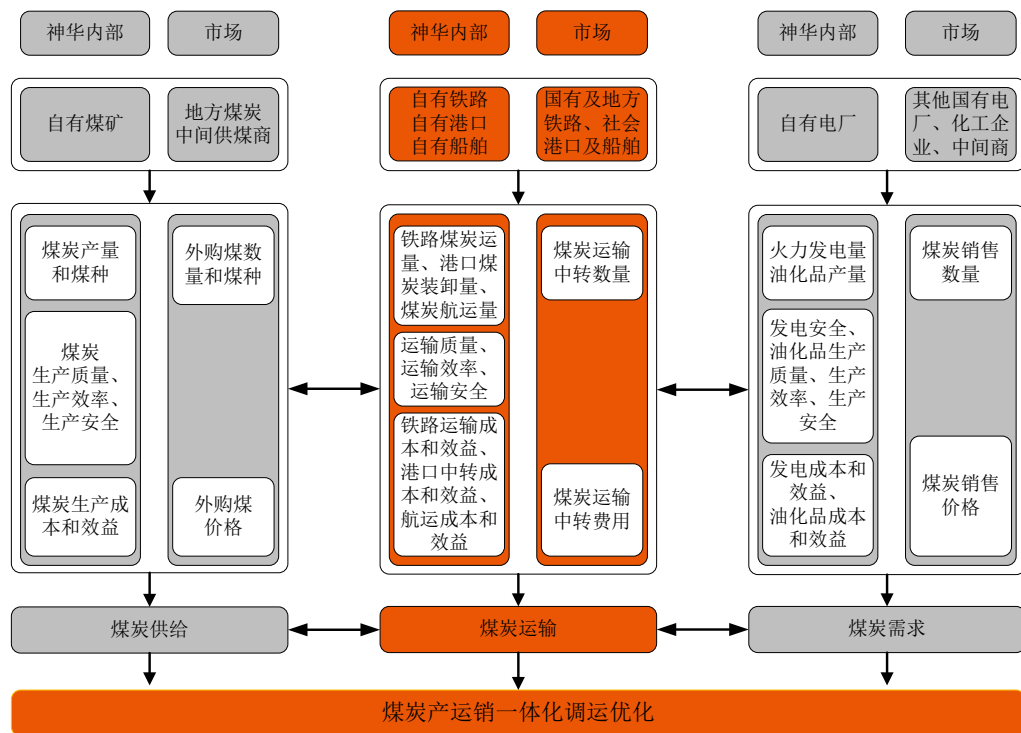 神华内部
市场
神华内部
市场
神华内部
市场
自有煤矿
地方煤炭
中间供煤商
自有铁路
自有港口
自有船舶
国有及地方
铁路、社会
港口及船舶
自有电厂
其他国有电
厂、化工企
业、中间商
煤炭产量
和煤种
外购煤数
量和煤种
铁路煤炭运
量、港口煤
炭装卸量、
煤炭航运量
煤炭运输
中转数量
火力发电量
油化品产量
煤炭销售
数量
煤炭
生产质量、
生产效率、
生产安全
运输质量、
运输效率、
运输安全
发电安全、
油化品生产
质量、生产
效率、生产
安全
煤炭生产成
本和效益
外购煤
价格
铁路运输成
本和效益、
港口中转成
本和效益、
航运成本和
效益
煤炭运输
中转费用
发电成本和
效益、
油化品成本
和效益
煤炭销售
价格
煤炭供给
煤炭运输
煤炭需求
煤炭产运销一体化调运优化